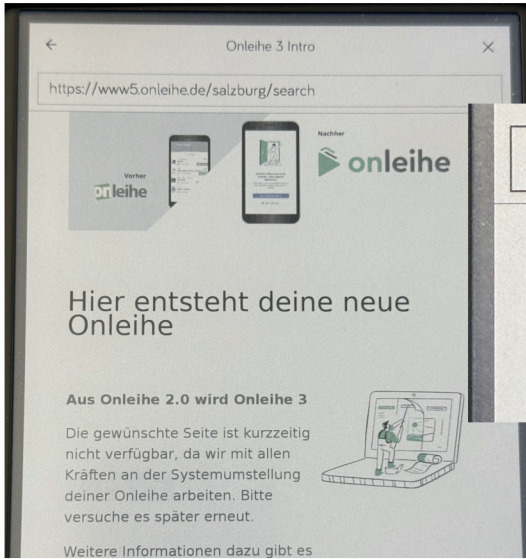 Onleihe 3 Intro
https://www5.onleihe.de/salzburg/search
Vorher
onleihe
Nachher
onleihe
Hier entsteht deine neue
Onleihe
Aus Onleihe 2.0 wird Onleihe 3
Die gewünschte Seite ist kurzzeitig
nicht verfügbar, da wir mit allen
Kräften an der Systemumstellung
deiner Onleihe arbeiten. Bitte
versuche es später erneut.
Weitere Informationen dazu gibt es